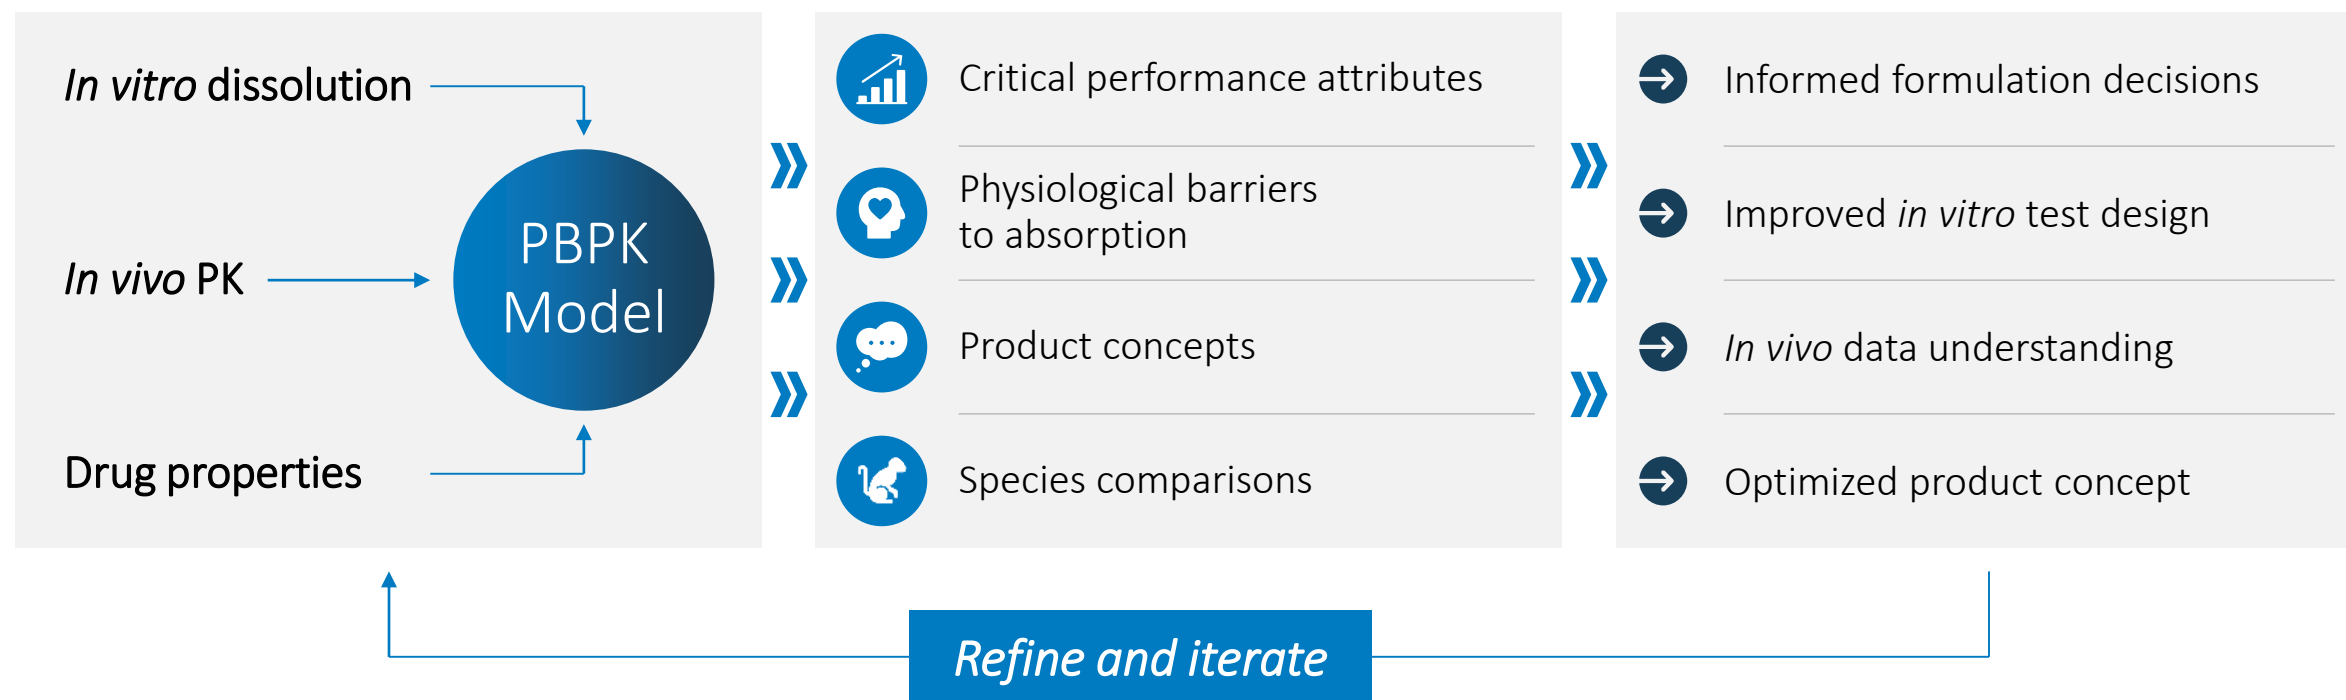 In vitro dissolution
In vivo PK
Drug properties
PBPK
Model
Critical performance attributes
Physiological barriers
to absorption
Product concepts
Species comparisons
Informed formulation decisions
Improved in vitro test design
In vivo data understanding
Optimized product concept
Refine and iterate